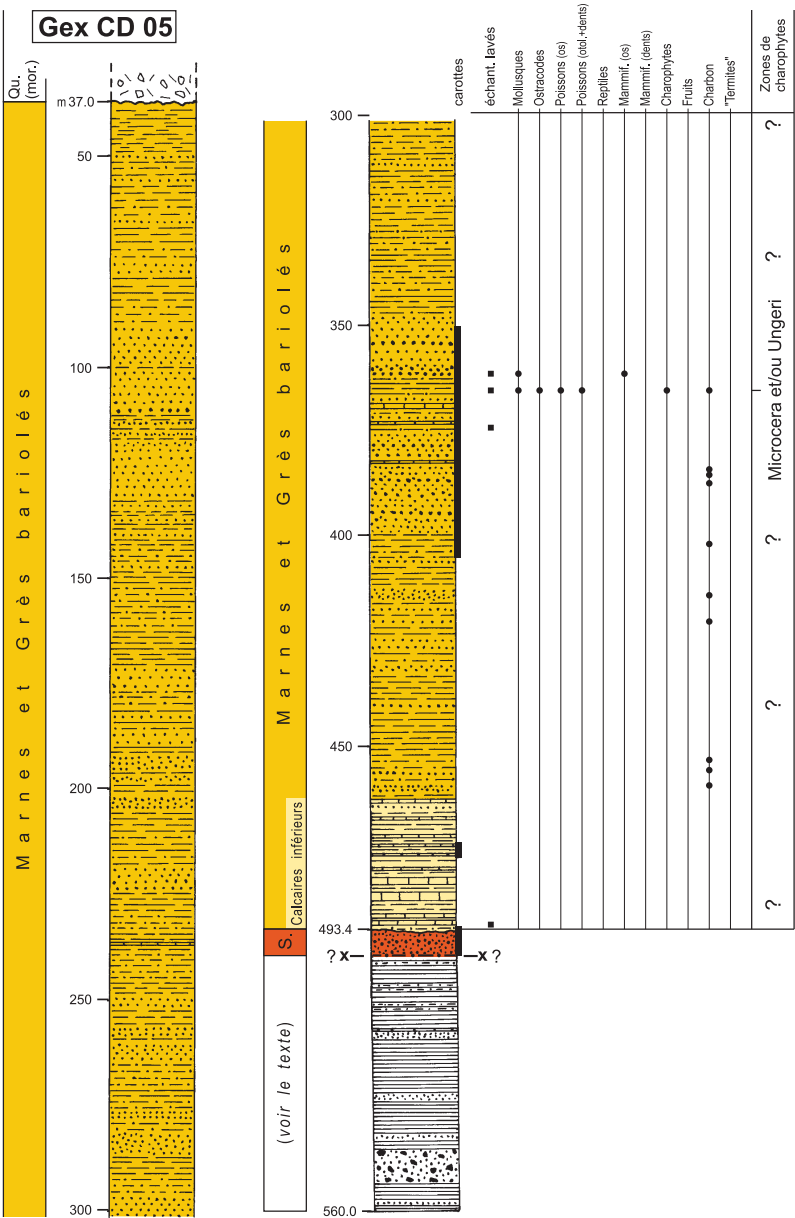 Gex CD 05
Qu.
(mor.)
m 37.0
50
100
150
200
250
300
Marnes et Grès bariolés
Marnes et Grès bariolés
Calcaires inférieurs
S.
(voir le texte)
300
350
400
450
493.4
? x
x ?
560.0
carottes
échant. lavés
Mollusques
Ostracodes
Poissons (os)
Poissons (otol.+dents)
Reptiles
Mammif. (os)
Mammif. (dents)
Charophytes
Fruits
Charbon
"Termites"
Zones de
charophytes
?
?
Microcera et/ou Ungeri
?
?
?